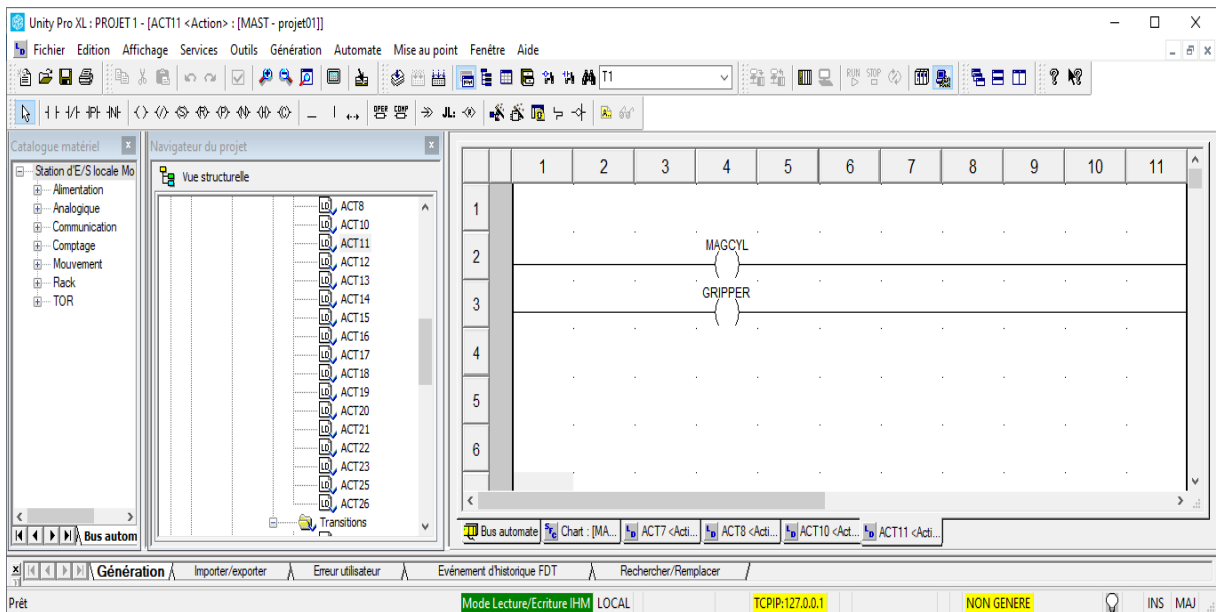 Unity Pro XL : PROJET 1 - [ACT11 <Action> : [MAST - projet01]]
Fichier Edition Affichage Services Outils Génération Automate Mise au point Fenêtre Aide
T1
RUN STOP
OPER COMP
Catalogue matériel
Station d'E/S locale Mo
Alimentation
Analogique
Communication
Comptage
Mouvement
Rack
TOR
Bus autom
Navigateur du projet
Vue structurelle
ACT8
ACT10
ACT11
ACT12
ACT13
ACT14
ACT15
ACT16
ACT17
ACT18
ACT19
ACT20
ACT21
ACT22
ACT23
ACT25
ACT26
Transitions
1 2 3 4 5 6 7 8 9 10 11
1
2
3
4
5
6
MAGCYL
GRIPPER
Bus automate Chart : [MA... ACT7 <Acti... ACT8 <Acti... ACT10 <Act... ACT11 <Acti...
Génération Importer/exporter Erreur utilisateur Evénement d'historique FDT Rechercher/Remplacer
Prêt Mode Lecture/Ecriture IHM LOCAL TCPIP:127.0.0.1 NON GENERE INS MAJ